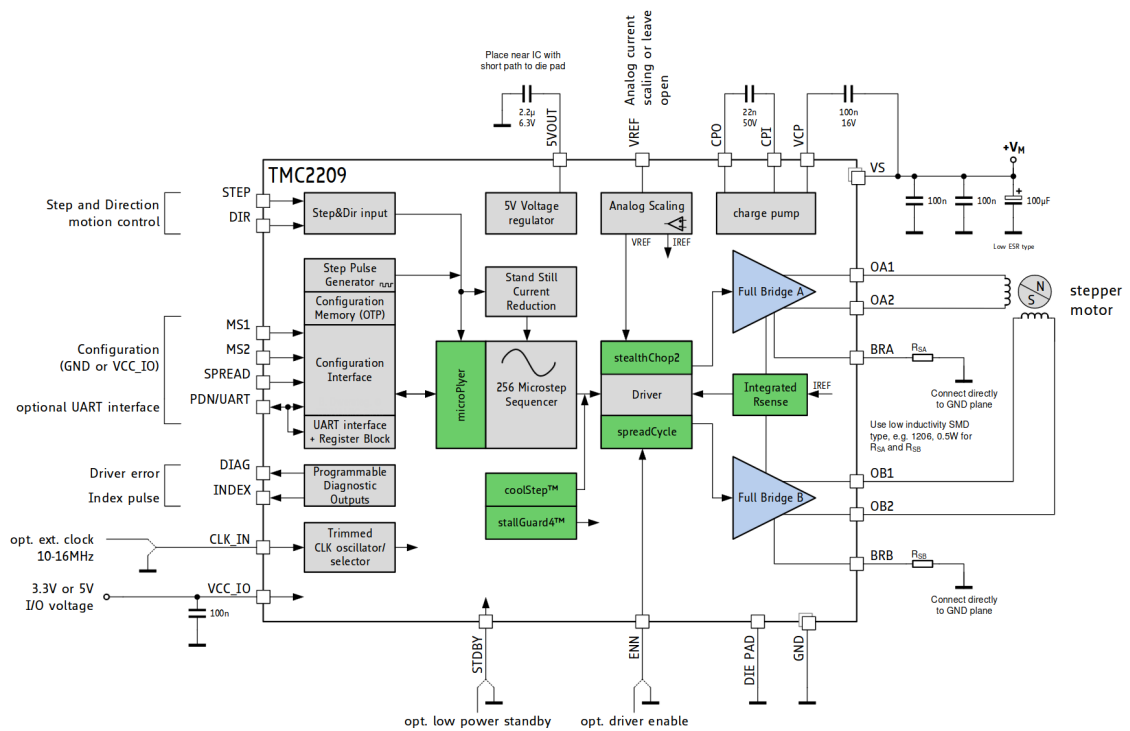 Place near IC with
short path to die pad
2.2µ
6.3V
5VOUT
Analog current
scaling or leave
open
VREF
22n
50V
CPO
CPI
100n
16V
VCP
+VM
VS
100n
100n
+
100µF
Low ESR type
TMC2209
Step and Direction
motion control
STEP
DIR
Step&Dir input
5V Voltage
regulator
Analog Scaling
VREF
IREF
charge pump
Step Pulse
Generator
Configuration
Memory (OTP)
Configuration
Interface
UART interface
+ Register Block
Stand Still
Current
Reduction
Configuration
(GND or VCC_IO)
optional UART interface
MS1
MS2
SPREAD
PDN/UART
microPlyer
256 Microstep
Sequencer
stealthChop2
Driver
spreadCycle
Integrated
Rsense
IREF
Full Bridge A
OA1
OA2
N
S
stepper
motor
BRA
RSA
Connect directly
to GND plane
Use low inductivity SMD
type, e.g. 1206, 0.5W for
RSA and RSB
Driver error
Index pulse
DIAG
INDEX
Programmable
Diagnostic
Outputs
coolStep™
stallGuard4™
Full Bridge B
OB1
OB2
opt. ext. clock
10-16MHz
CLK_IN
Trimmed
CLK oscillator/
selector
BRB
RSB
Connect directly
to GND plane
3.3V or 5V
I/O voltage
VCC_IO
100n
STDBY
opt. low power standby
ENN
opt. driver enable
DIE PAD
GND